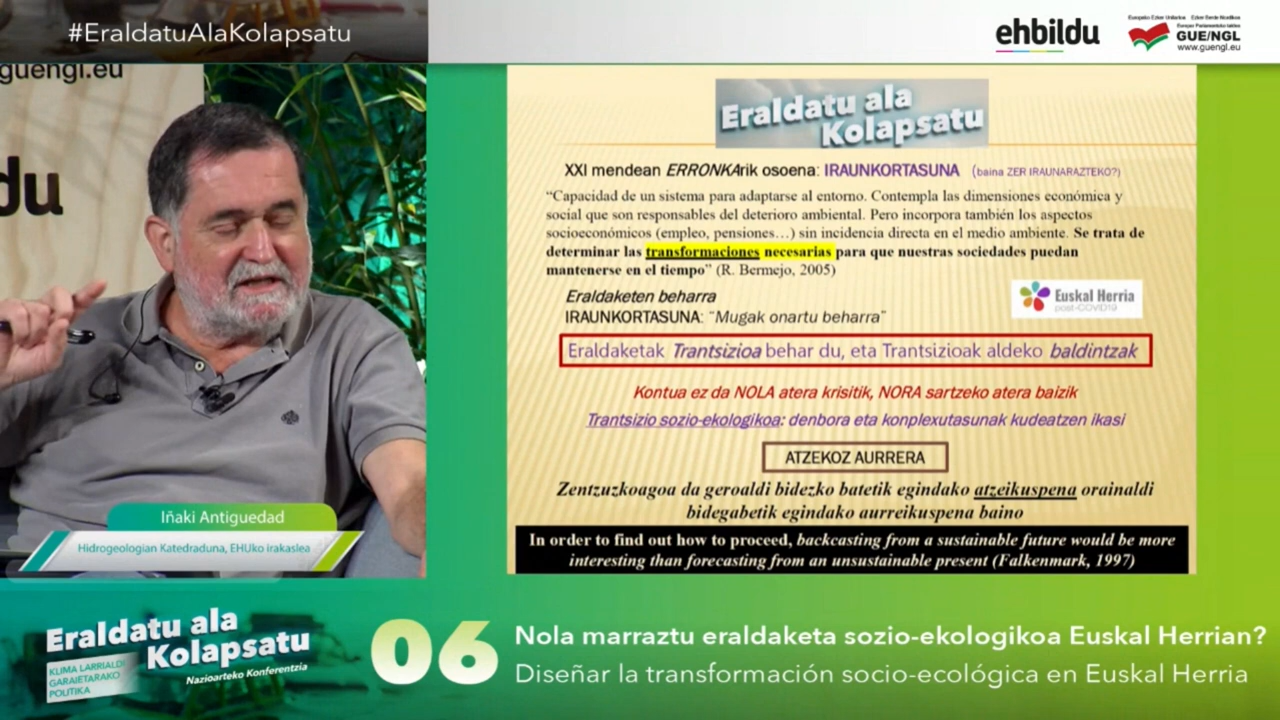 #EraldatuAlaKolapsatu
ehbildu
Europako Ezker Batua Ezker Berde Nordikoa
GUE/NGL
www.guengl.eu
guengl.eu
du
Eraldatu ala
Kolapsatu
XXI mendean ERRONKArik osoena: IRAUNKORTASUNA (baina ZER IRAUNARAZTEKO?)
“Capacidad de un sistema para adaptarse al entorno. Contempla las dimensiones económica y
social que son responsables del deterioro ambiental. Pero incorpora también los aspectos
socioeconómicos (empleo, pensiones…) sin incidencia directa en el medio ambiente. Se trata de
determinar las transformaciones necesarias para que nuestras sociedades puedan
mantenerse en el tiempo” (R. Bermejo, 2005)
Eraldaketen beharra
IRAUNKORTASUNA: “Mugak onartu beharra”
Euskal Herria
post-COVID19
Eraldaketak Trantsizioa behar du, eta Trantsizioak aldeko baldintzak
Kontua ez da NOLA atera krisitik, NORA sartzeko atera baizik
Trantsizio sozio-ekologikoa: denbora eta konplexutasunak kudeatzen ikasi
ATZEKOZ AURRERA
Zentzuzkoagoa da geroaldi bidezko batetik egindako atzeikuspena orainaldi
bidegabetik egindako aurreikuspena baino
In order to find out how to proceed, backcasting from a sustainable future would be more
interesting than forecasting from an unsustainable present (Falkenmark, 1997)
Iñaki Antiguedad
Hidrogeologian Katedraduna, EHUko irakaslea
Eraldatu ala
Kolapsatu
KLIMA LARRIALDI
GARAIETARAKO
POLITIKA
Nazioarteko Konferentzia
06
Nola marraztu eraldaketa sozio-ekologikoa Euskal Herrian?
Diseñar la transformación socio-ecológica en Euskal Herria